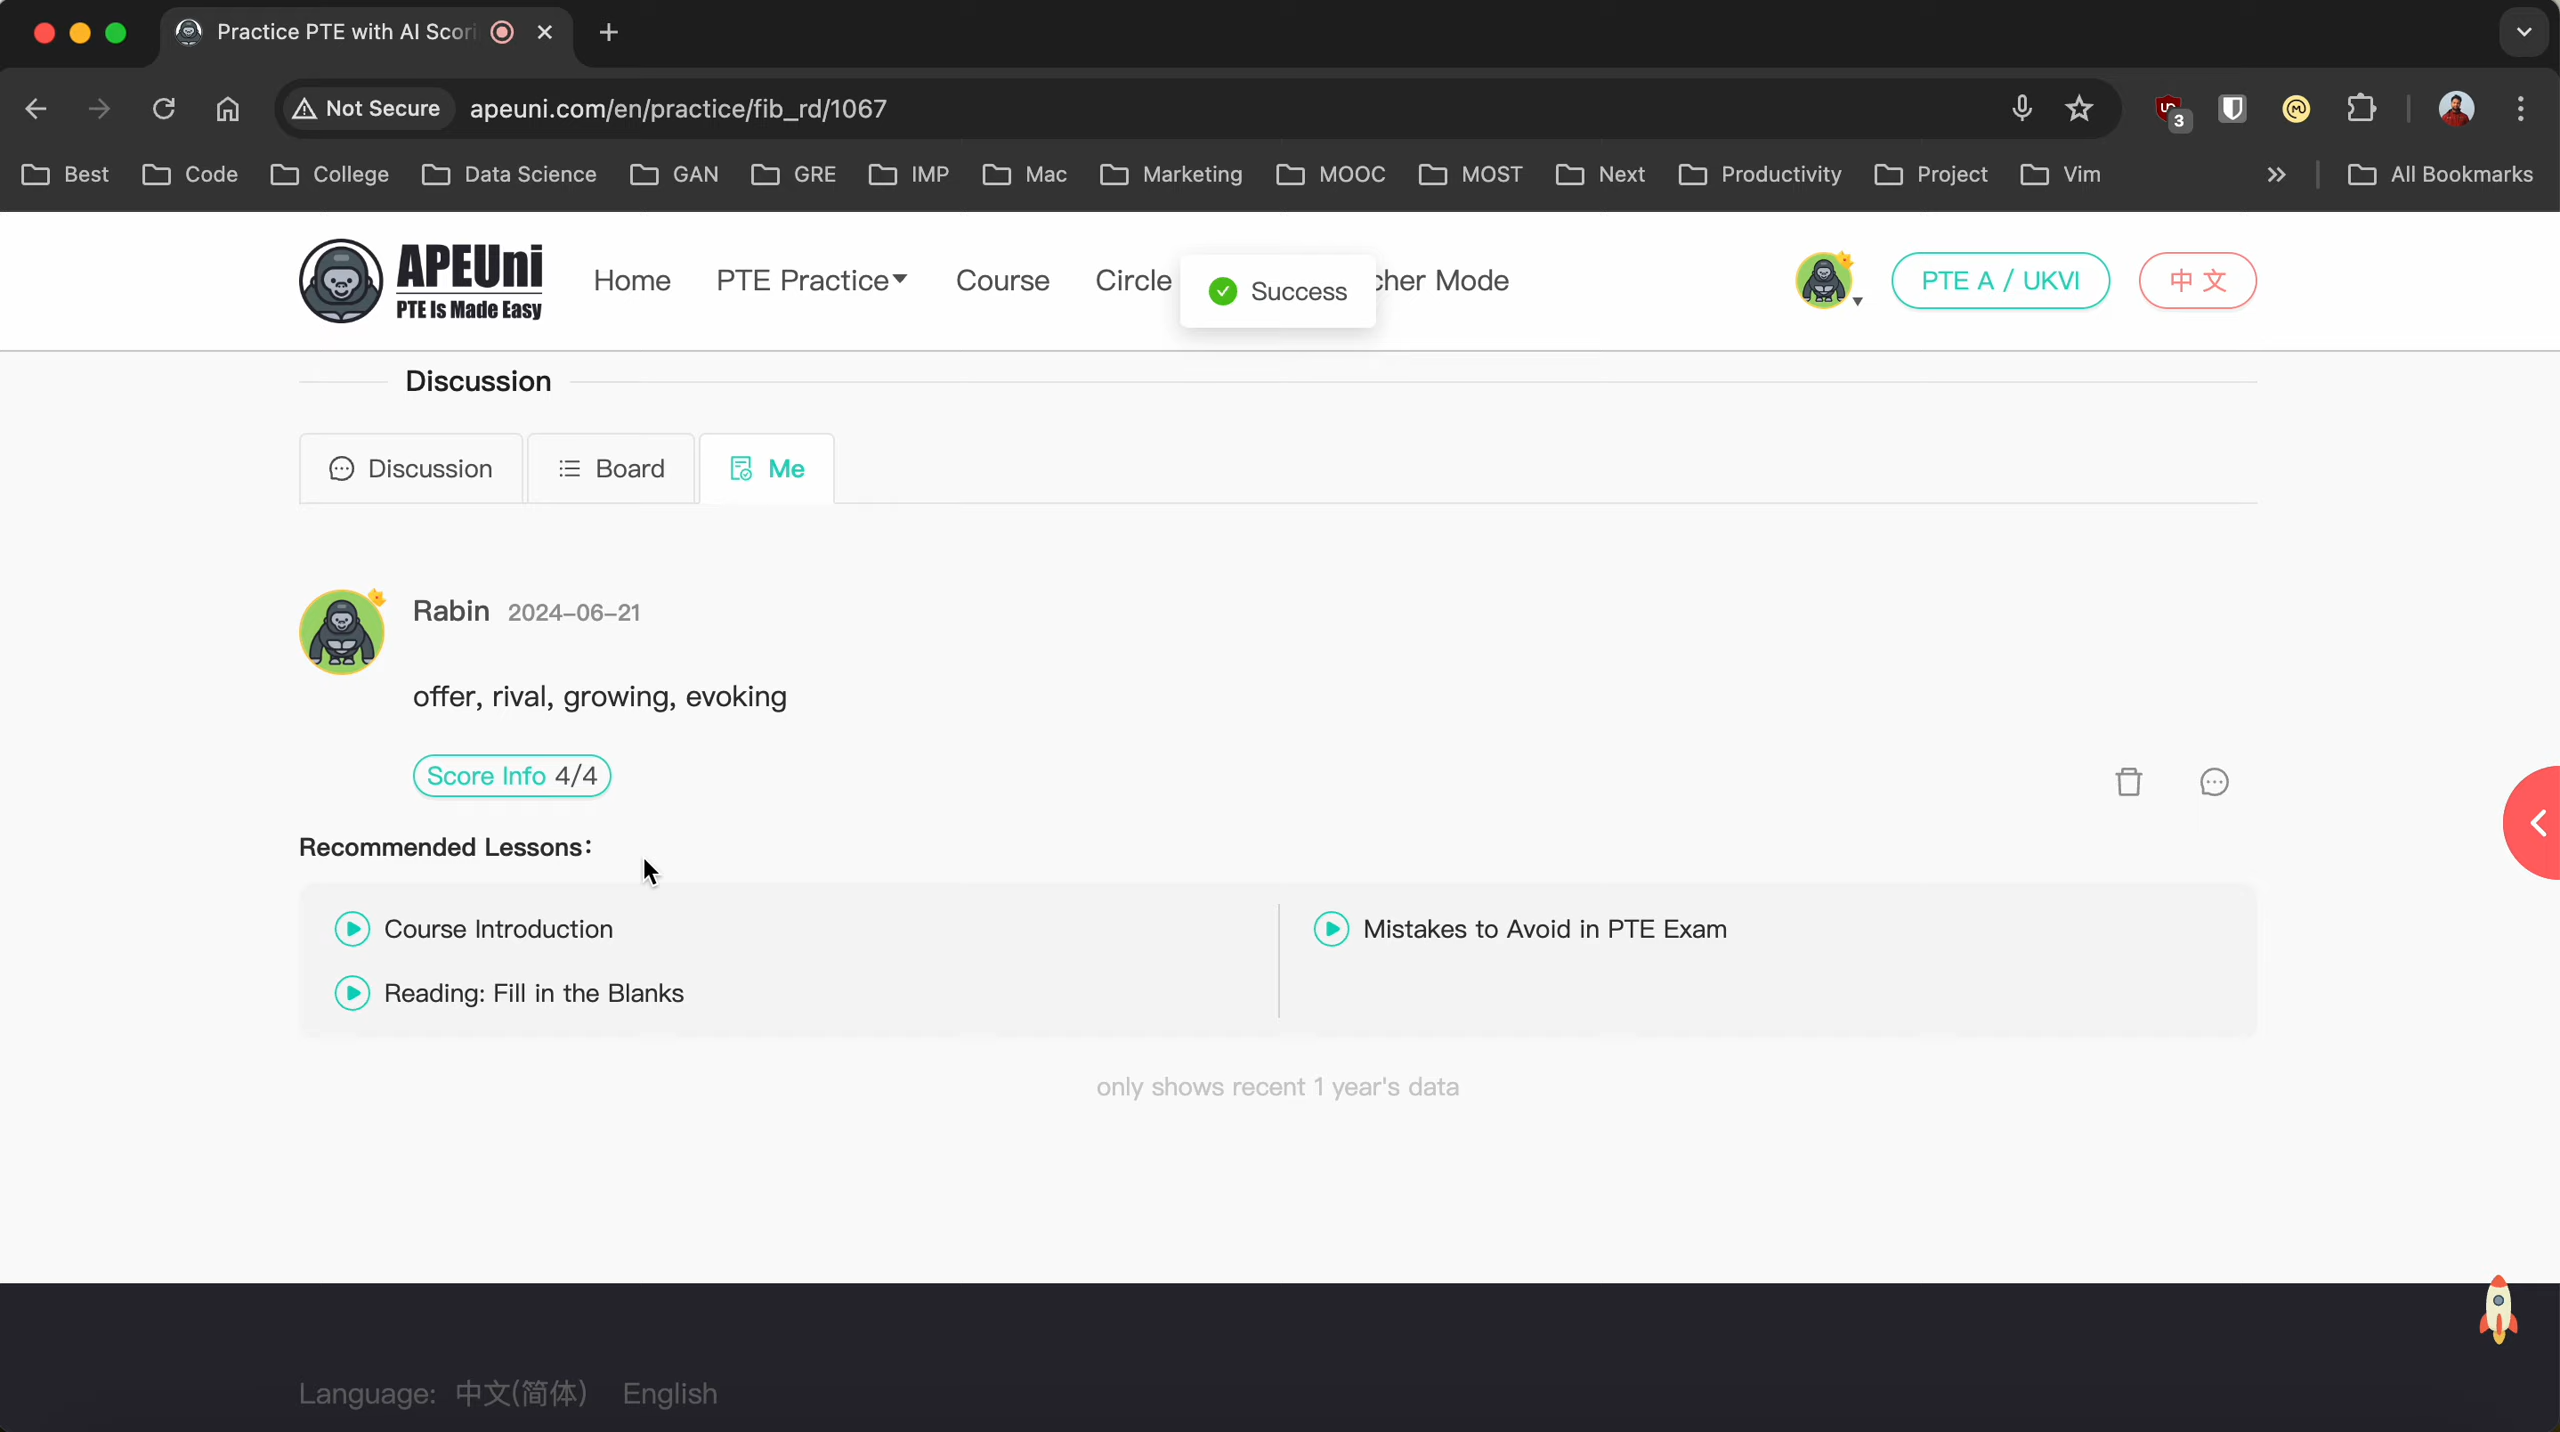 Practice PTE with AI Scori
Not Secure
apeuni.com/en/practice/fib_rd/1067
3
Best
Code
College
Data Science
GAN
GRE
IMP
Mac
Marketing
MOOC
MOST
Next
Productivity
Project
Vim
All Bookmarks
APEUni
PTE Is Made Easy
Home
PTE Practice
Course
Circle
Success
cher Mode
PTE A / UKVI
中文
Discussion
Discussion
Board
Me
Rabin 2024-06-21
offer, rival, growing, evoking
Score Info 4/4
Recommended Lessons:
Course Introduction
Mistakes to Avoid in PTE Exam
Reading: Fill in the Blanks
only shows recent 1 year's data
Language: 中文(简体) English